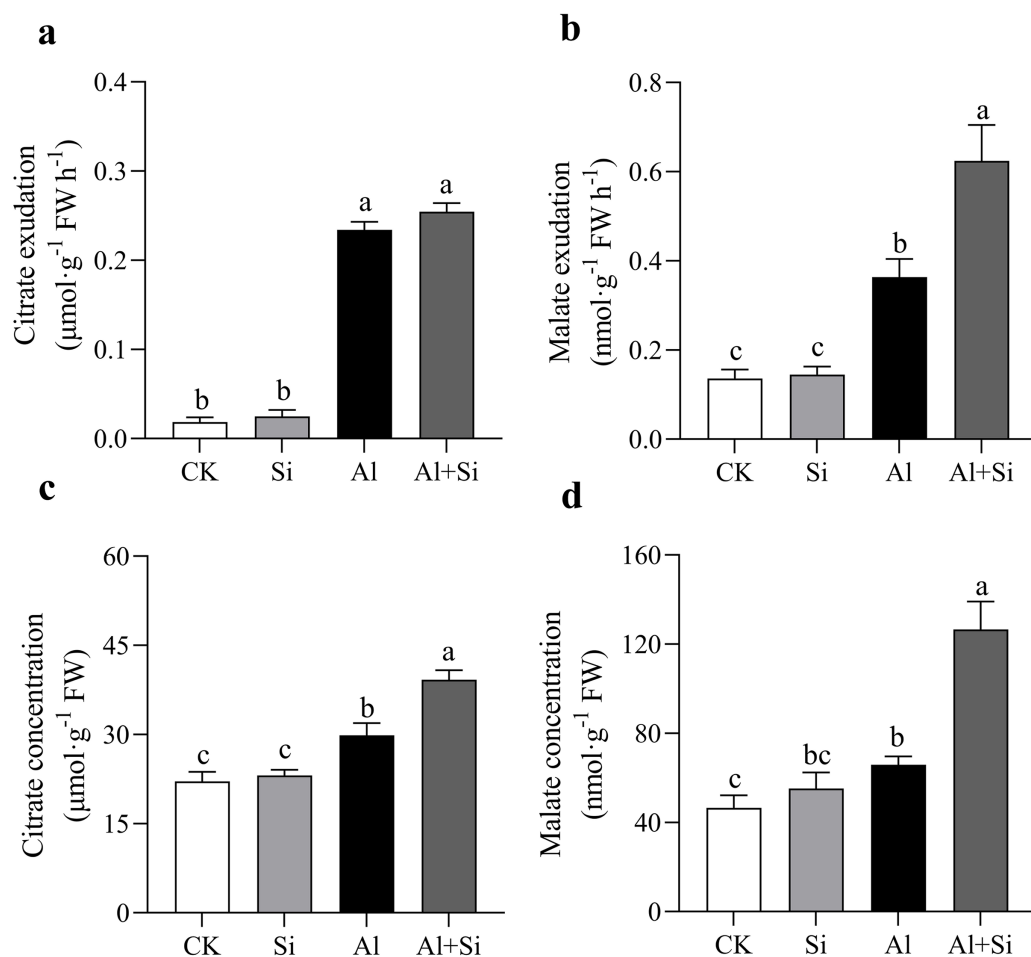 a
Citrate exudation
(μmol·g⁻¹ FW h⁻¹)
0.4
0.3
0.2
0.1
0.0
b
b
a
a
CK Si Al Al+Si
b
Malate exudation
(nmol·g⁻¹ FW h⁻¹)
0.8
0.6
0.4
0.2
0.0
c
c
b
a
CK Si Al Al+Si
c
Citrate concentration
(μmol·g⁻¹ FW)
60
45
30
15
0
c
c
b
a
CK Si Al Al+Si
d
Malate concentration
(nmol·g⁻¹ FW)
160
120
80
40
0
c
bc
b
a
CK Si Al Al+Si